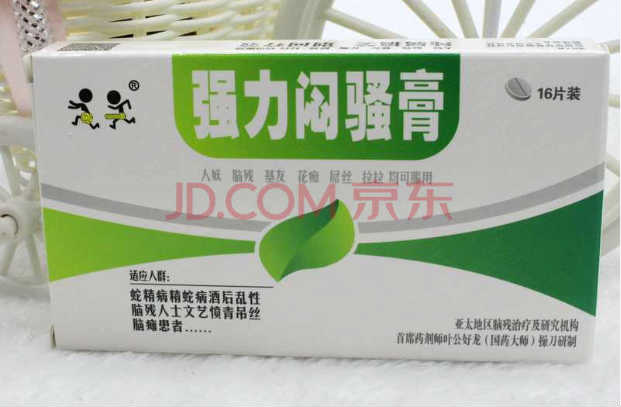 强力闷骚膏
®
16片装
人妖 脑残 基友 花痴 屌丝 拉拉 均可服用
JD.COM 京东
适应人群：
蛇精病精蛇病酒后乱性
脑残人士文艺愤青吊丝
脑瘫患者……
亚太地区脑残治疗及研究机构
首席药剂师叶公好龙（国药大师）操刀研制